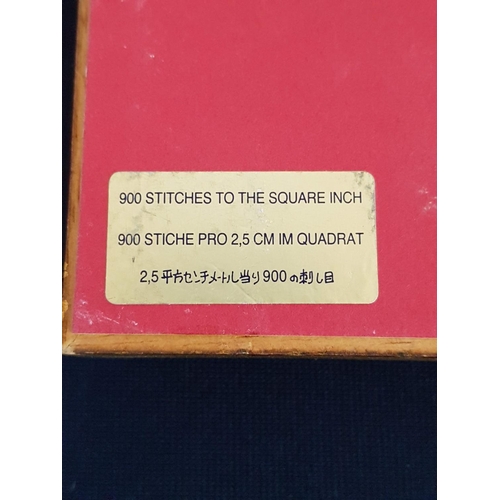 900 STITCHES TO THE SQUARE INCH
900 STICHE PRO 2,5 CM IM QUADRAT
2,5平方センチメートル当り900の刺し目